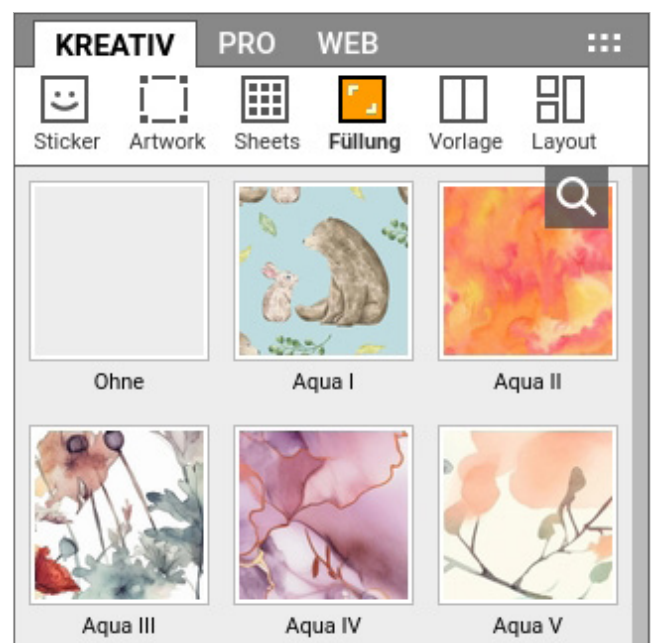 KREATIV PRO WEB
Sticker Artwork Sheets Füllung Vorlage Layout
Ohne Aqua I Aqua II
Aqua III Aqua IV Aqua V